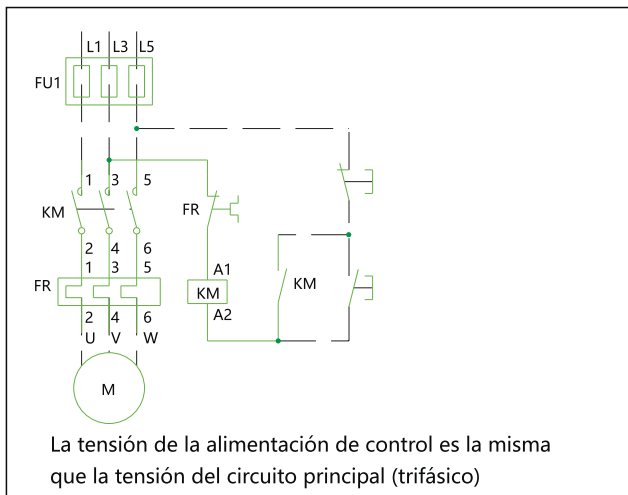 L1 L3 L5
FU1
1 3 5
KM
FR
2 4 6
1 3 5
A1
FR
KM
KM
A2
2 4 6
U V W
M
La tensión de la alimentación de control es la misma
que la tensión del circuito principal (trifásico)